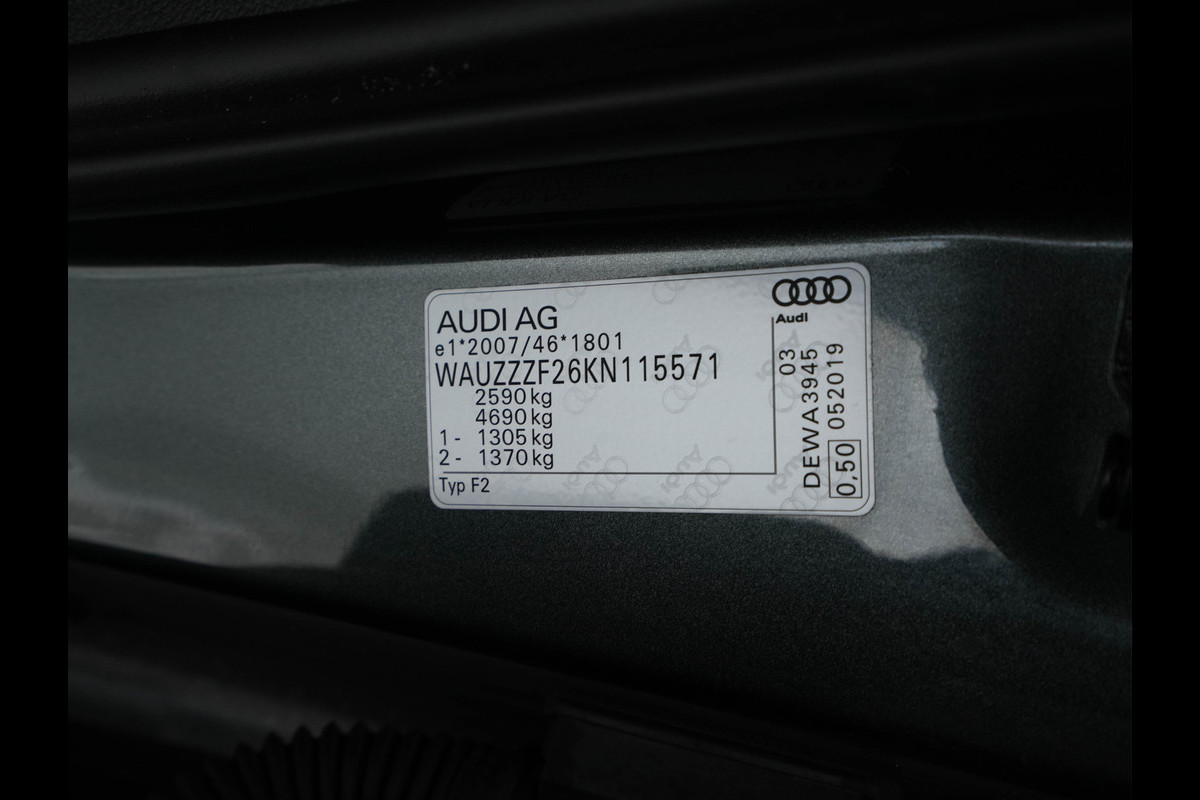 AUDI AG
e1*2007/46*1801
WAUZZZF26KN115571
2590 kg
4690 kg
1 - 1305 kg
2 - 1370 kg
Typ F2
Audi
03
DEWA3945
0,50 052019